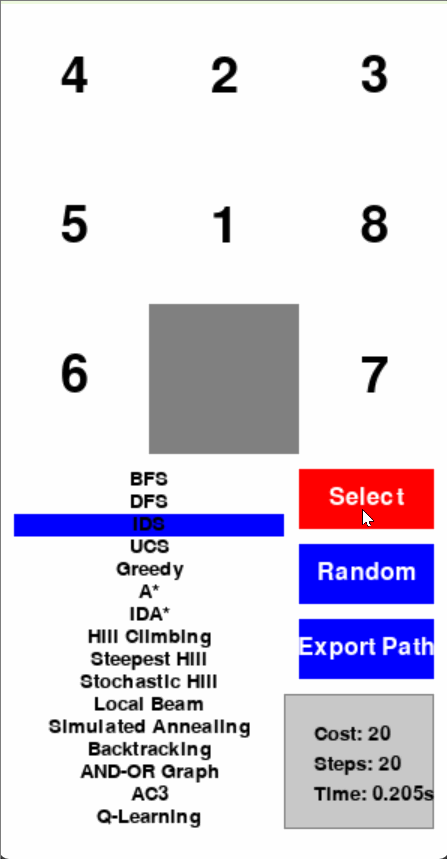 4 2 3
5 1 8
6 7
BFS
DFS
IDS
UCS
Greedy
A*
IDA*
Hill Climbing
Steepest Hill
Stochastic Hill
Local Beam
Simulated Annealing
Backtracking
AND-OR Graph
AC3
Q-Learning
Select
Random
Export Path
Cost: 20
Steps: 20
Time: 0.205s